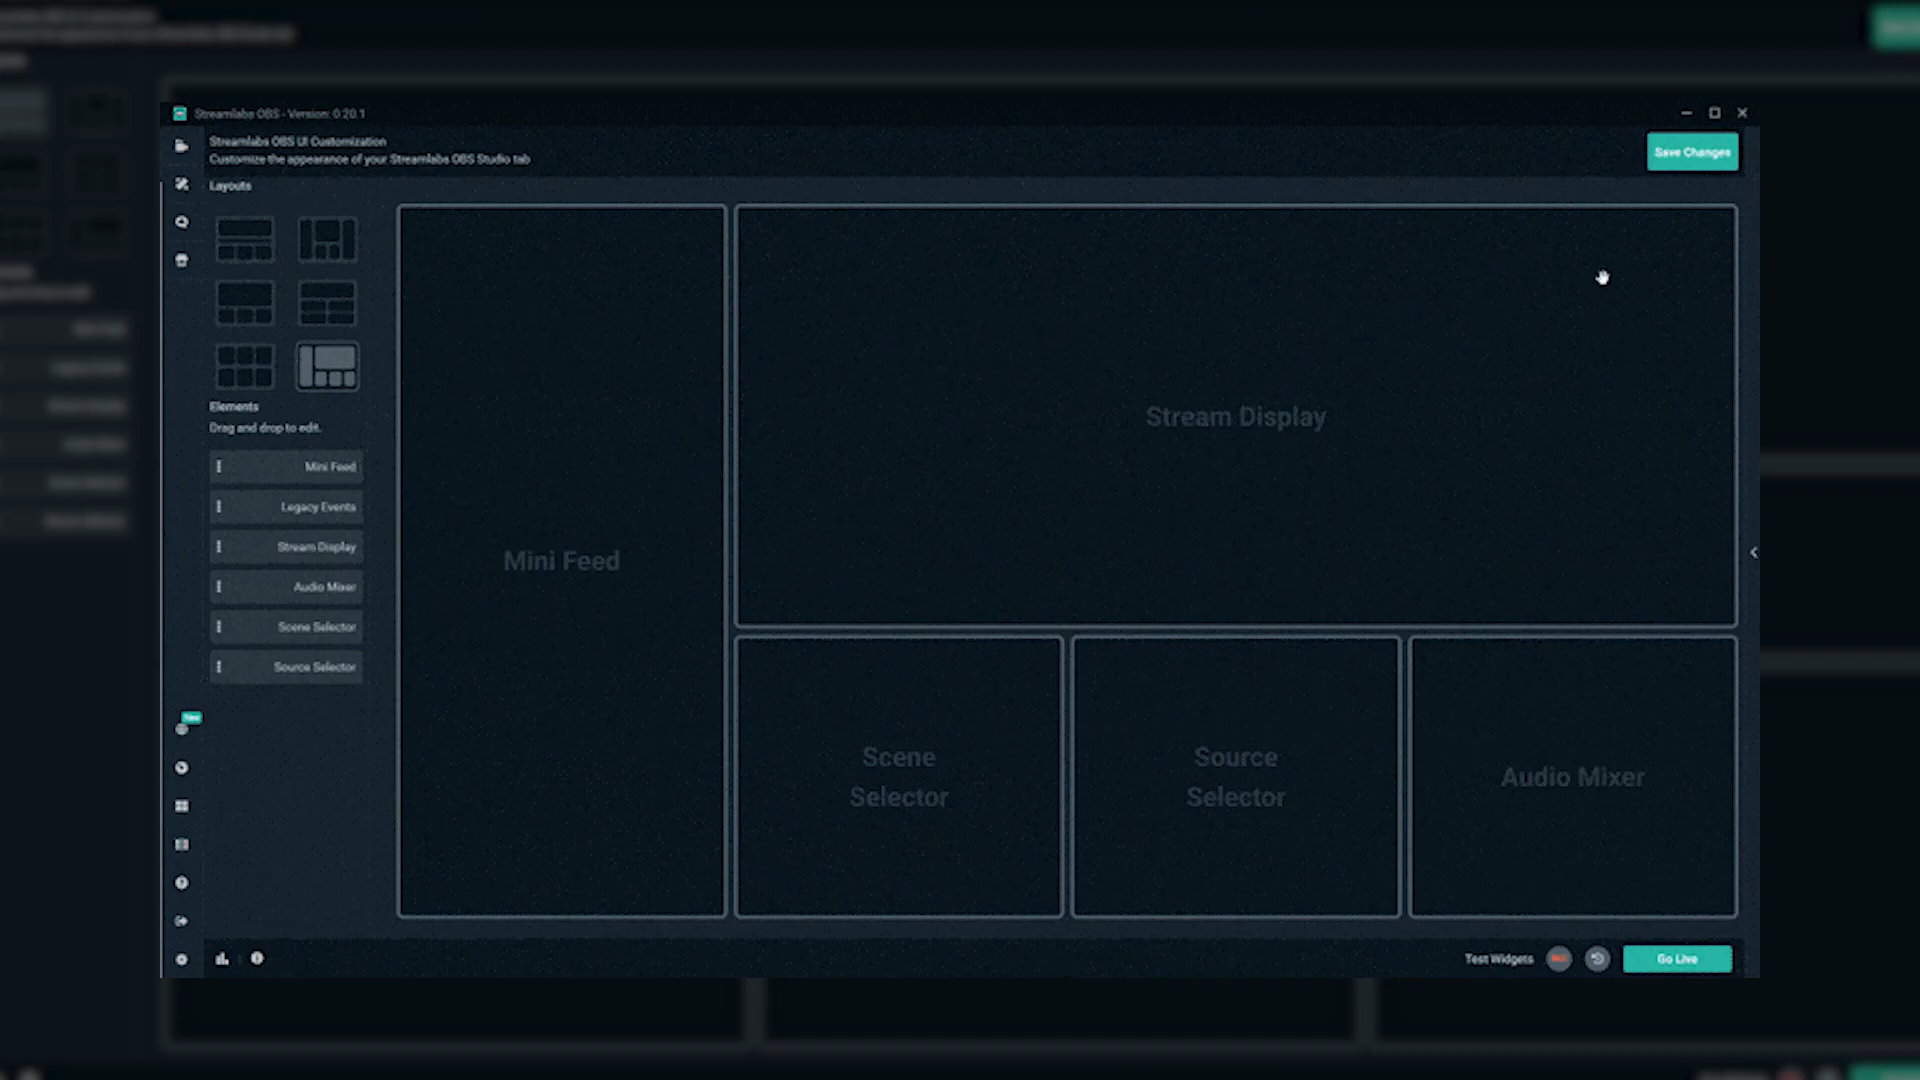 Streamlabs OBS - Version: 0.20.1
Streamlabs OBS UI Customization
Customize the appearance of your Streamlabs OBS Studio tab
Save Changes
Layouts
Elements
Drag and drop to edit.
Mini Feed
Legacy Events
Stream Display
Audio Mixer
Scene Selector
Source Selector
Mini Feed
Stream Display
Scene
Selector
Source
Selector
Audio Mixer
New
Test Widgets
REC
Go Live